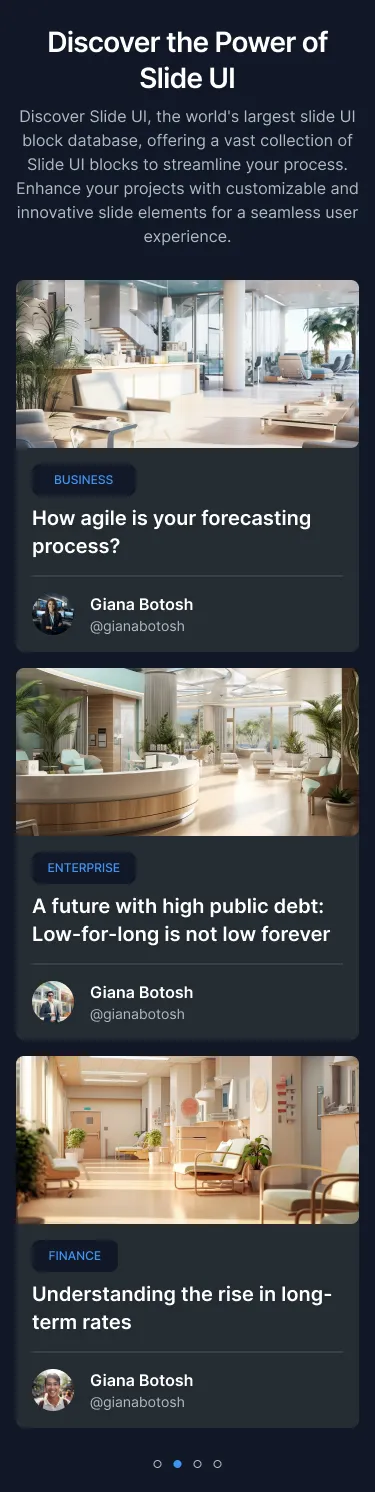 Discover the Power of
Slide UI
Discover Slide UI, the world's largest slide UI
block database, offering a vast collection of
Slide UI blocks to streamline your process.
Enhance your projects with customizable and
innovative slide elements for a seamless user
experience.
BUSINESS
How agile is your forecasting
process?
Giana Botosh
@gianabotosh
ENTERPRISE
A future with high public debt:
Low-for-long is not low forever
Giana Botosh
@gianabotosh
FINANCE
Understanding the rise in long-
term rates
Giana Botosh
@gianabotosh